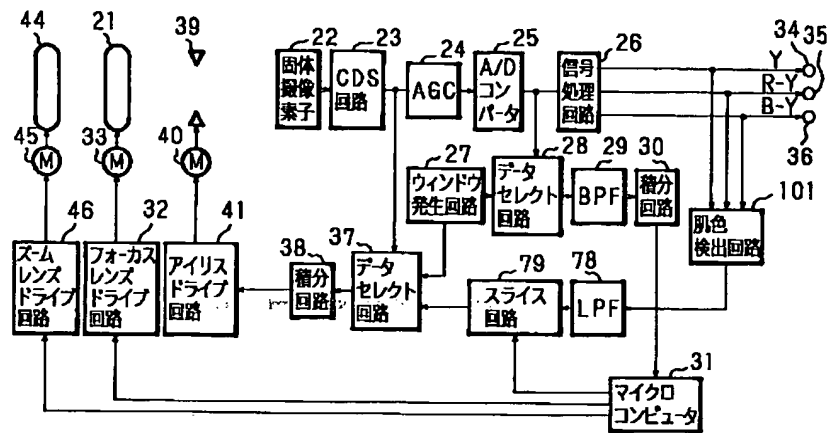 44
21
39
22
23
24
25
26
34
35
固体
撮像
素子
CDS
回路
AGC
A/D
コン
パータ
信号
処理
回路
Y
R-Y
B-Y
36
45
M
33
M
40
M
27
28
29
30
ウィンドウ
発生回路
データ
セレクト
回路
BPF
積分
回路
101
肌色
検出回路
46
32
41
38
37
79
78
ズーム
レンズ
ドライブ
回路
フォーカス
レンズ
ドライブ
回路
アイリス
ドライブ
回路
積分
回路
データ
セレクト
回路
スライス
回路
LPF
31
マイクロ
コンピュータ